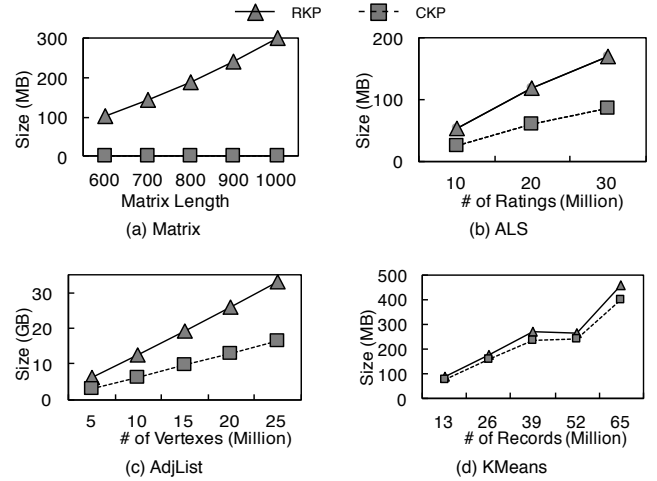 RKP CKP
300
200
100
0
Size (MB)
600 700 800 900 1000
Matrix Length
(a) Matrix
200
100
0
Size (MB)
10 20 30
# of Ratings (Million)
(b) ALS
30
20
10
0
Size (GB)
5 10 15 20 25
# of Vertexes (Million)
(c) AdjList
500
400
300
200
100
0
Size (MB)
13 26 39 52 65
# of Records (Million)
(d) KMeans